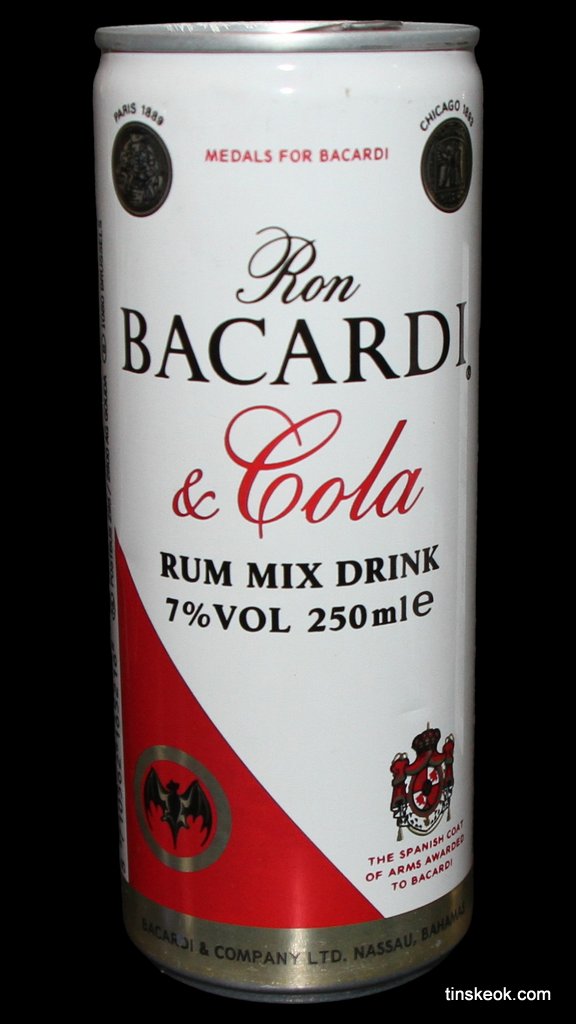 PARIS 1889
CHICAGO 1893
MEDALS FOR BACARDI
Ron
BACARDI
& Cola
RUM MIX DRINK
7%VOL 250ml e
THE SPANISH COAT
OF ARMS AWARDED
TO BACARDI
BACARDI & COMPANY LTD. NASSAU, BAHAMAS
tinskeok.com